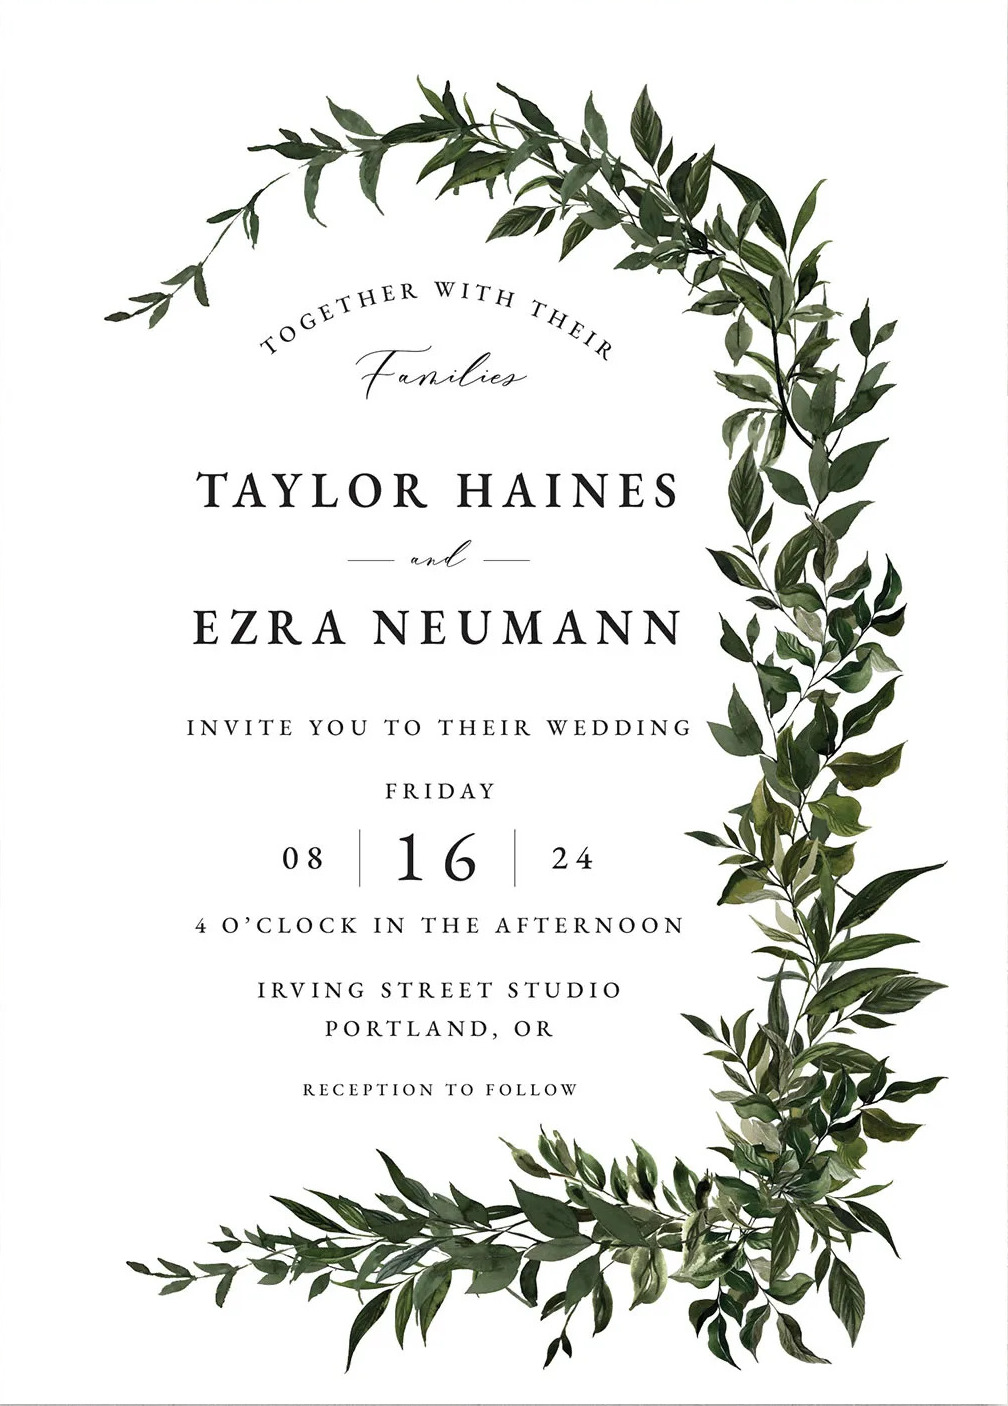 TOGETHER WITH THEIR
Families
TAYLOR HAINES
and
EZRA NEUMANN
INVITE YOU TO THEIR WEDDING
FRIDAY
08 | 16 | 24
4 O’CLOCK IN THE AFTERNOON
IRVING STREET STUDIO
PORTLAND, OR
RECEPTION TO FOLLOW